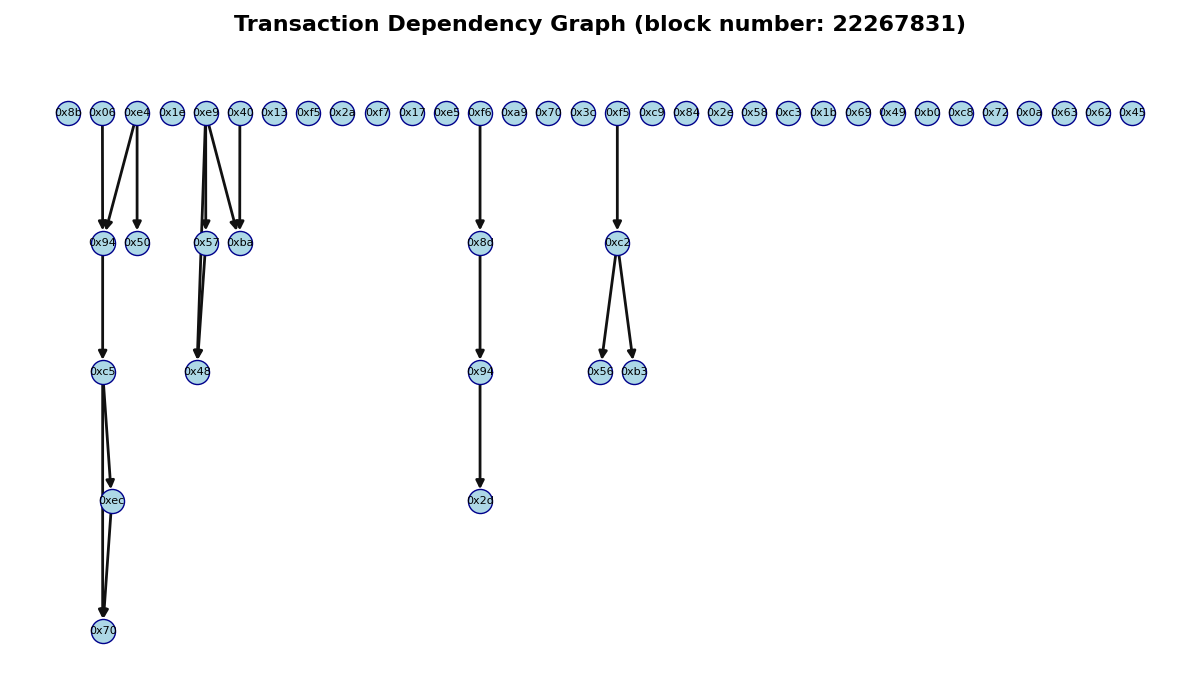 Transaction Dependency Graph (block number: 22267831)
0x8b 0x06 0xe4 0x1e 0xe9 0x40 0x13 0xf5 0x2a 0xf7 0x17 0xe5 0xf6 0xa9 0x70 0x3c 0xf5 0xc9 0x84 0x2e 0x58 0xc3 0x1b 0x69 0x49 0xb0 0xc8 0x72 0x0a 0x63 0x62 0x45
0x94 0x50 0x57 0xba 0x8d 0xc2
0xc5 0x48 0x94 0x56 0xb3
0xec 0x2d
0x70